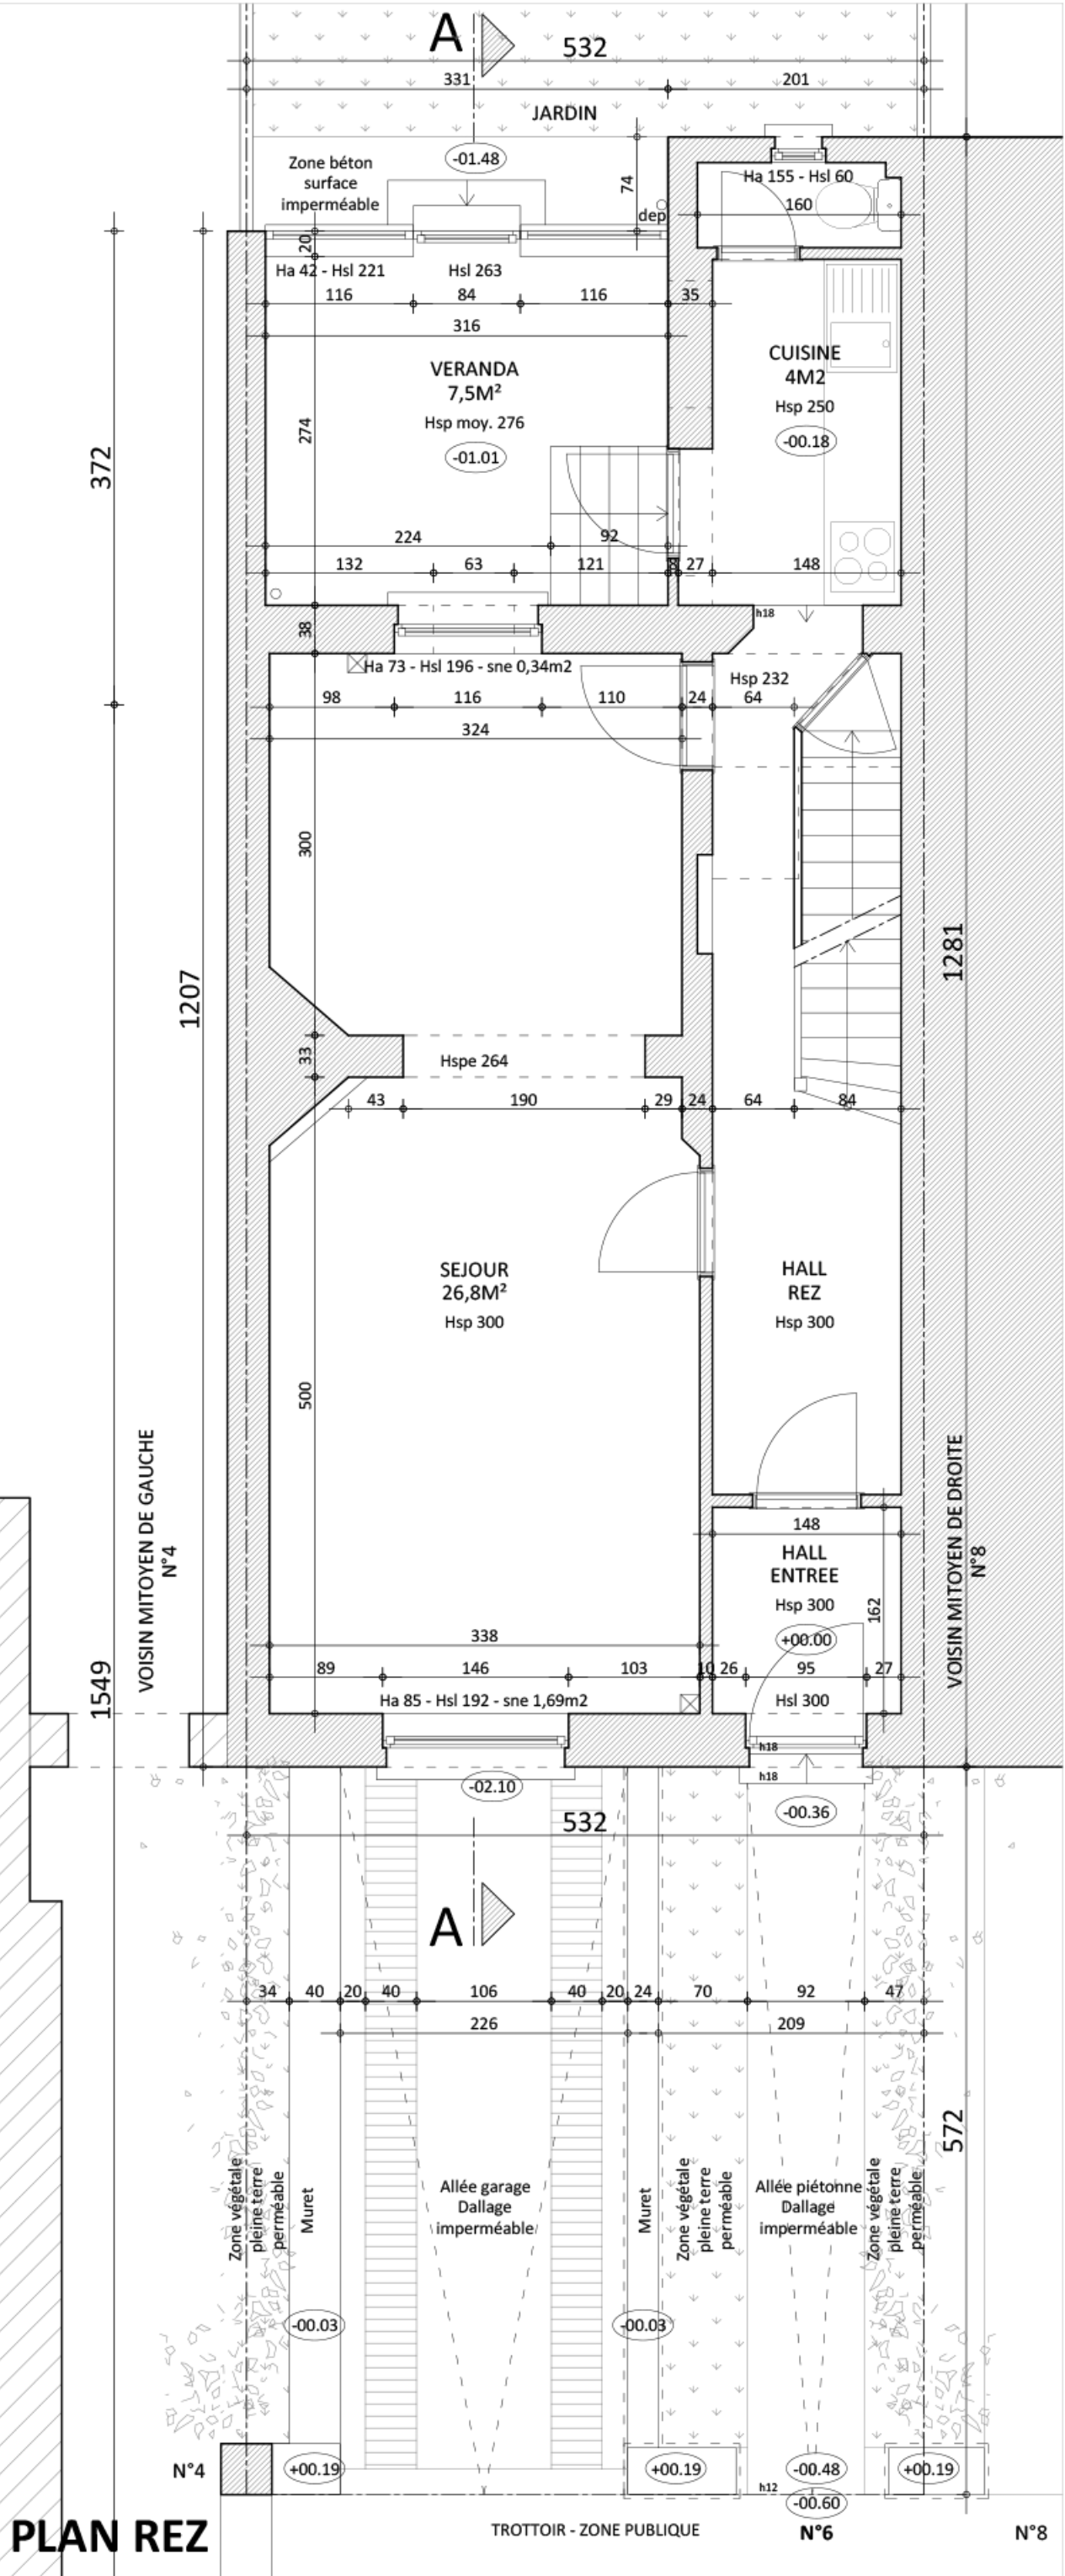 A
532
331
201
JARDIN
-01.48
Zone béton
surface
imperméable
74
Ha 155 - Hsl 60
160
dep
20
Ha 42 - Hsl 221
Hsl 263
116
84
116
35
316
VERANDA
7,5M²
Hsp moy. 276
-01.01
CUISINE
4M2
Hsp 250
-00.18
274
372
224
92
132
63
121
8
27
148
38
h18
Ha 73 - Hsl 196 - sne 0,34m2
Hsp 232
98
116
110
24
64
324
300
1281
1207
33
Hspe 264
43
190
29
24
64
84
SEJOUR
26,8M²
Hsp 300
HALL
REZ
Hsp 300
500
VOISIN MITOYEN DE GAUCHE
N°4
VOISIN MITOYEN DE DROITE
N°8
148
HALL
ENTREE
Hsp 300
162
+00.00
338
89
146
103
10
26
95
27
1549
Ha 85 - Hsl 192 - sne 1,69m2
Hsl 300
h18
h18
-02.10
-00.36
532
A
34
40
20
40
106
40
20
24
70
92
47
226
209
572
Zone végétale
pleine terre
perméable
Muret
Allée garage
Dallage
imperméable
Muret
Zone végétale
pleine terre
perméable
Allée piétonne
Dallage
imperméable
Zone végétale
pleine terre
perméable
-00.03
-00.03
N°4
+00.19
+00.19
-00.48
+00.19
h12
-00.60
PLAN REZ
TROTTOIR - ZONE PUBLIQUE
N°6
N°8